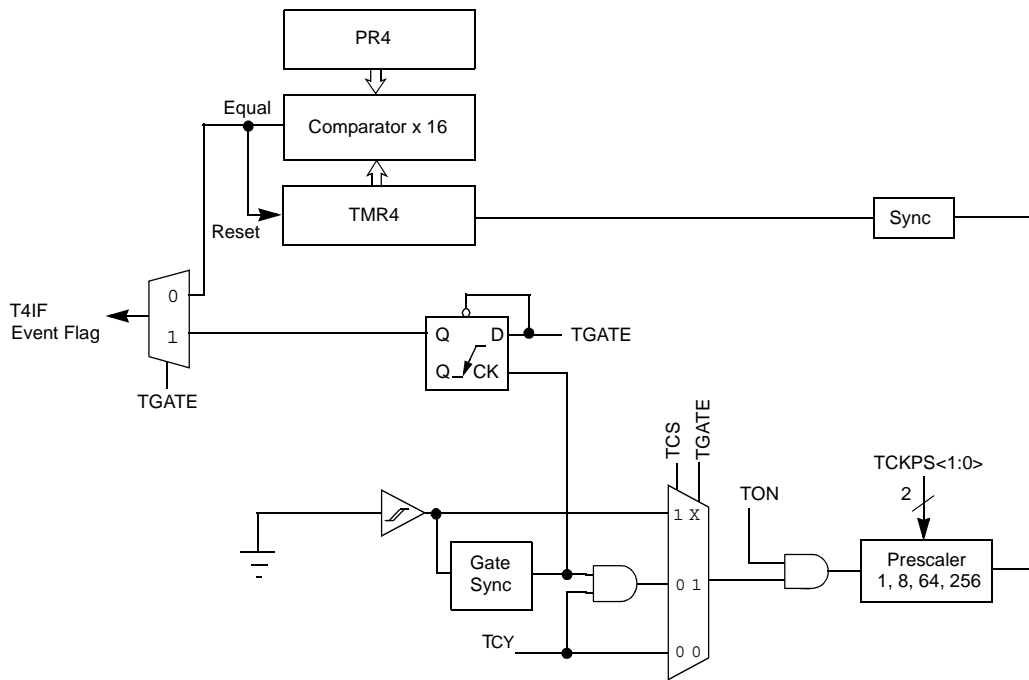 PR4
Equal
Comparator x 16
TMR4
Reset
Sync
0
T4IF
Event Flag
1
TGATE
Q
D
TGATE
Q
CK
TCS
TGATE
TCKPS<1:0>
TON
2
1 X
Gate
Sync
Prescaler
1, 8, 64, 256
0 1
TCY
0 0